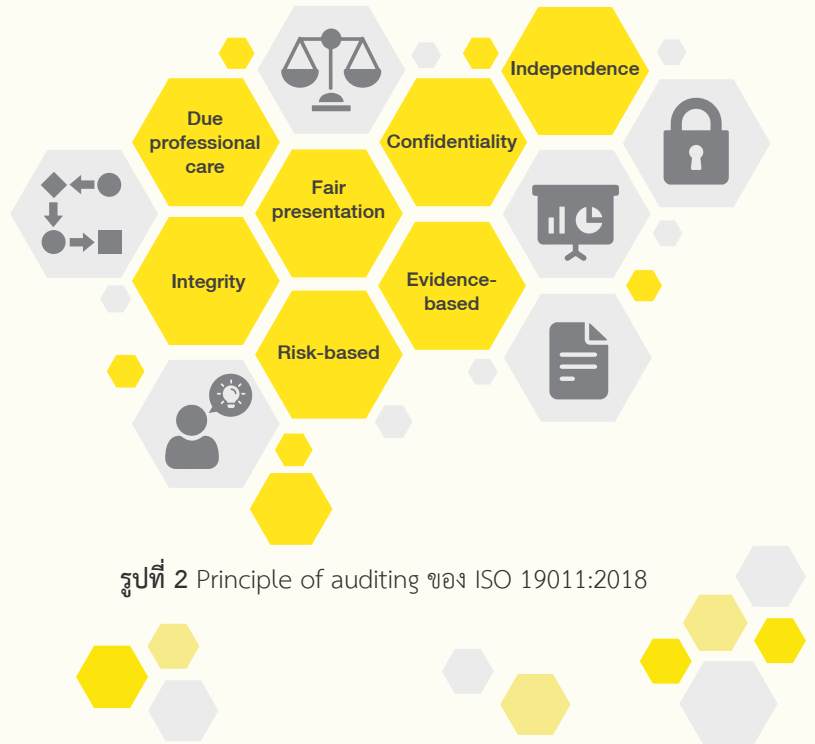 Independence
Due
professional
care
Confidentiality
Fair
presentation
Integrity
Evidence-
based
Risk-based
รูปที่ 2 Principle of auditing ของ ISO 19011:2018